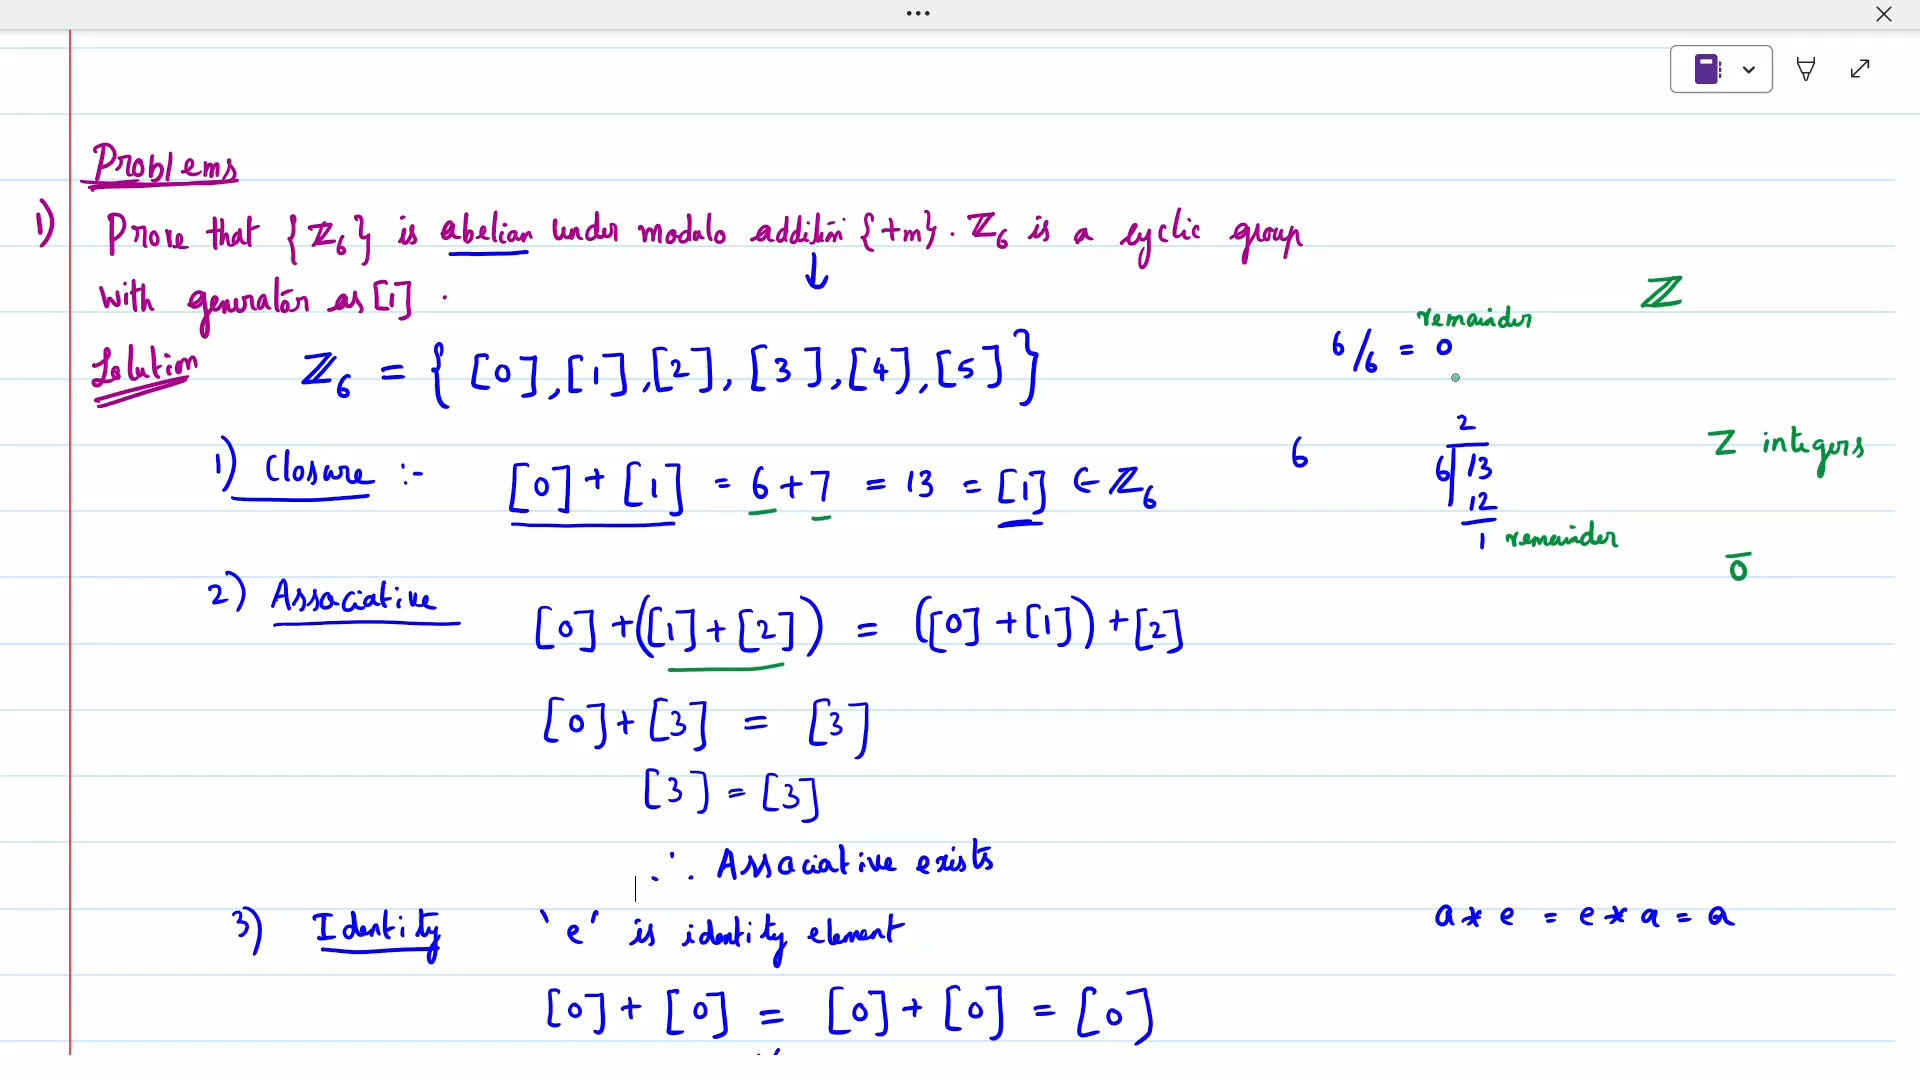 Problems
1) Prove that {ℤ6} is abelian under modulo addition {+m}. ℤ6 is a cyclic group
with generator as [1].
Solution ℤ6 = { [0], [1], [2], [3], [4], [5] }
6/6 = 0 remainder
ℤ
1) Closure :- [0] + [1] = 6 + 7 = 13 = [1] ∈ ℤ6
6
2
6 13
12
1 remainder
Z integers
0̅
2) Associative [0] + ([1] + [2]) = ([0] + [1]) + [2]
[0] + [3] = [3]
[3] = [3]
∴ Associative exists
3) Identity 'e' is identity element
a * e = e * a = a
[0] + [0] = [0] + [0] = [0]